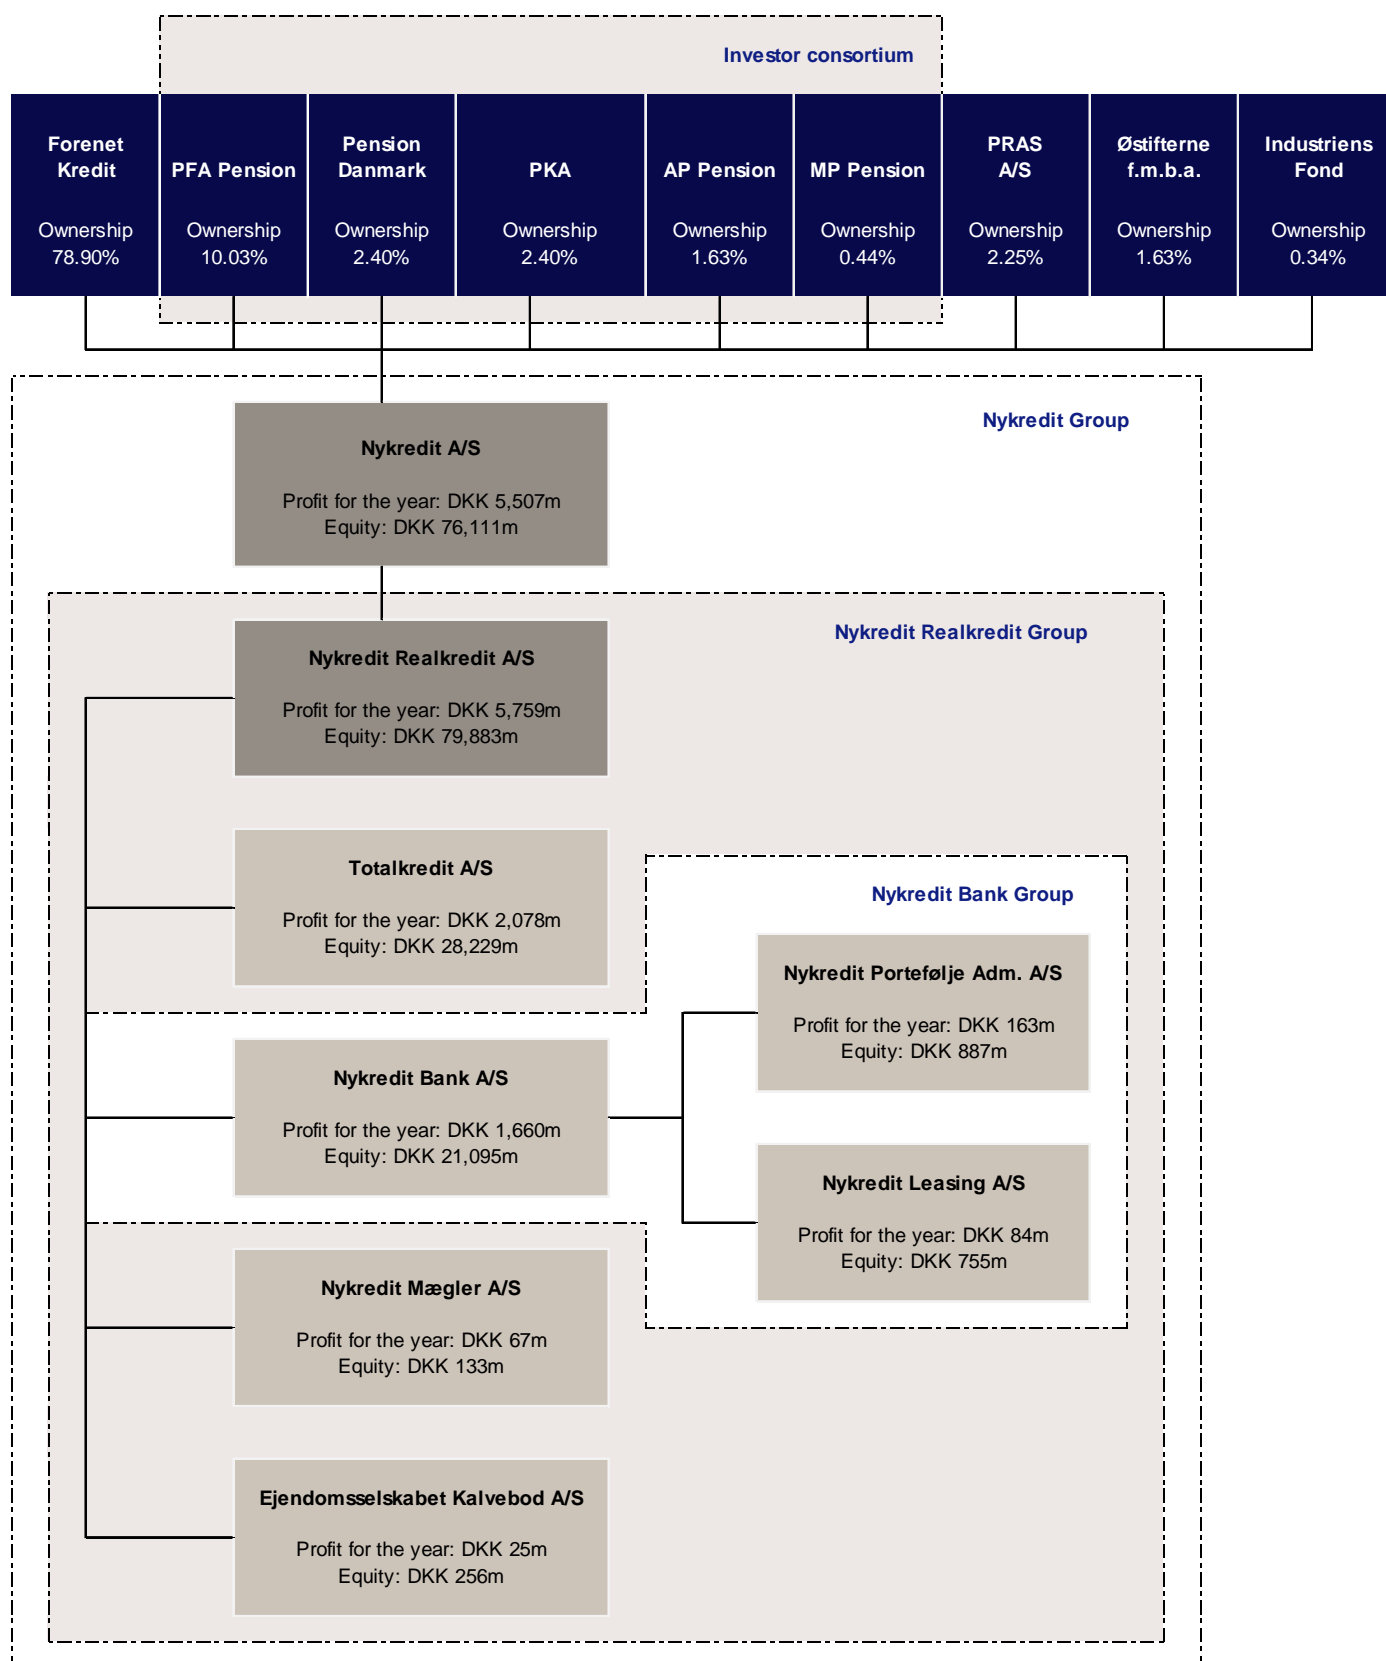 Investor consortium
Forenet
Kredit
Ownership
78.90%
PFA Pension
Ownership
10.03%
Pension
Danmark
Ownership
2.40%
PKA
Ownership
2.40%
AP Pension
Ownership
1.63%
MP Pension
Ownership
0.44%
PRAS
A/S
Ownership
2.25%
Østifterne
f.m.b.a.
Ownership
1.63%
Industriens
Fond
Ownership
0.34%
Nykredit Group
Nykredit A/S
Profit for the year: DKK 5,507m
Equity: DKK 76,111m
Nykredit Realkredit Group
Nykredit Realkredit A/S
Profit for the year: DKK 5,759m
Equity: DKK 79,883m
Totalkredit A/S
Profit for the year: DKK 2,078m
Equity: DKK 28,229m
Nykredit Bank Group
Nykredit Portefølje Adm. A/S
Profit for the year: DKK 163m
Equity: DKK 887m
Nykredit Bank A/S
Profit for the year: DKK 1,660m
Equity: DKK 21,095m
Nykredit Leasing A/S
Profit for the year: DKK 84m
Equity: DKK 755m
Nykredit Mægler A/S
Profit for the year: DKK 67m
Equity: DKK 133m
Ejendomsselskabet Kalvebod A/S
Profit for the year: DKK 25m
Equity: DKK 256m